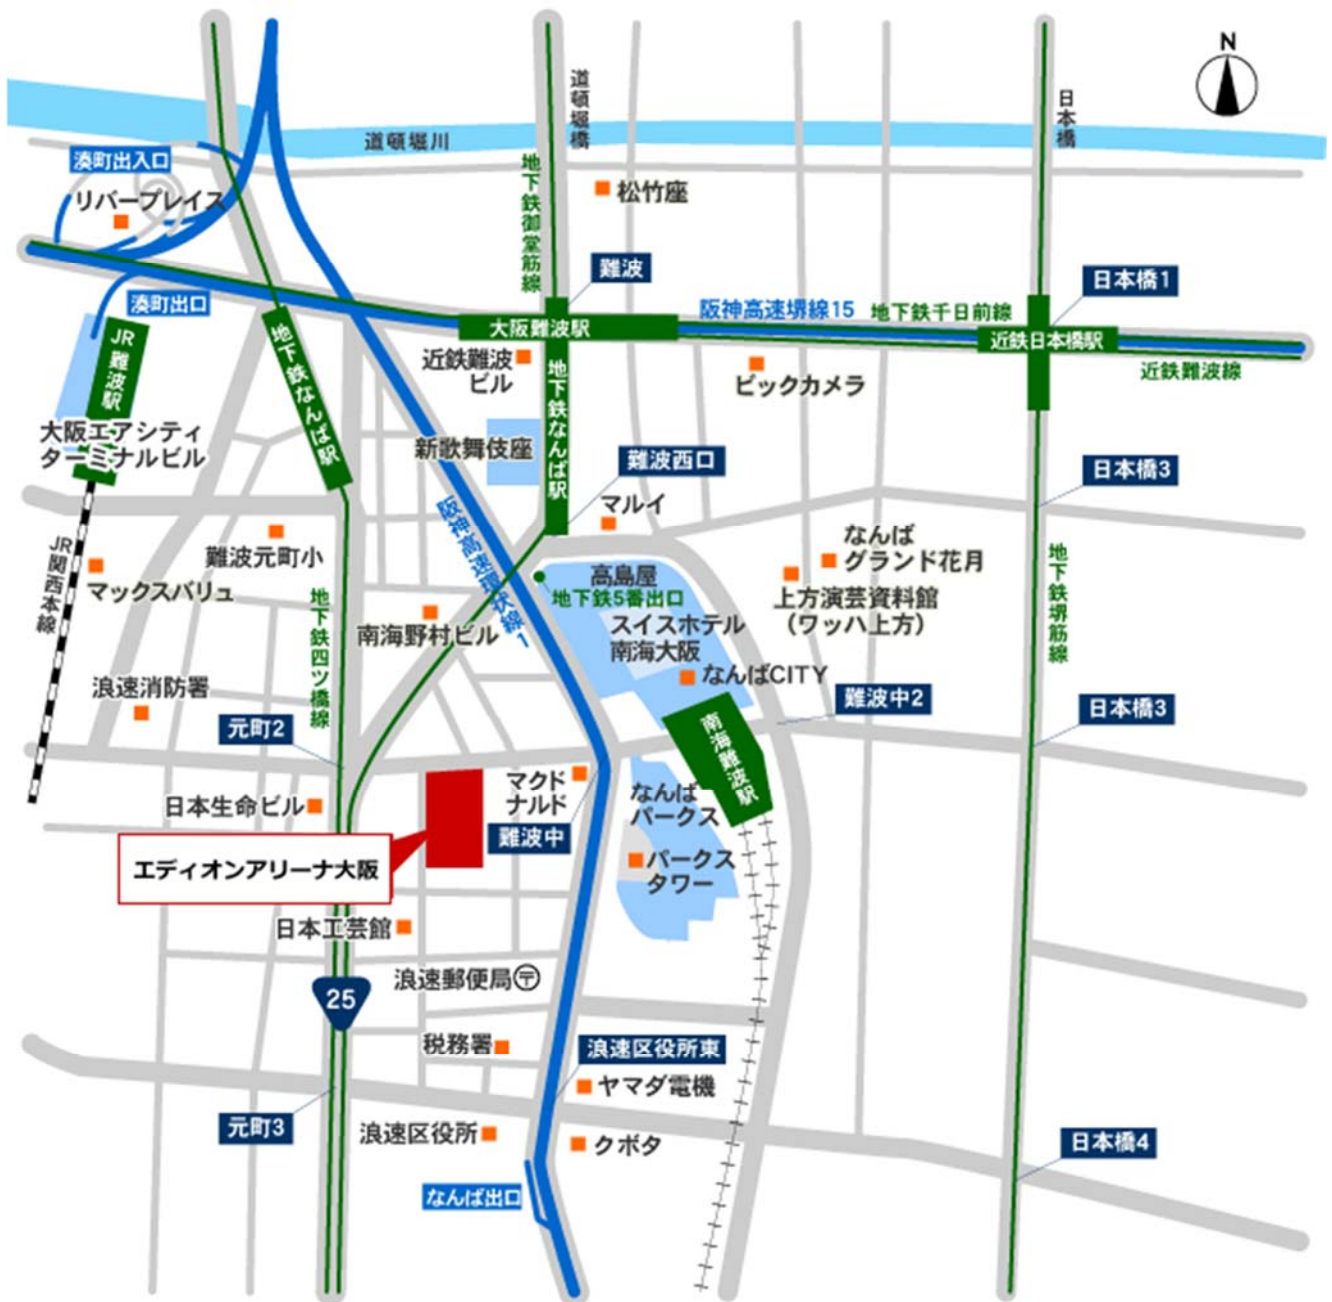 N
道頓堀橋
日本橋
道頓堀川
湊町出入口
リバープレイス
地下鉄御堂筋線
松竹座
難波
日本橋1
湊町出口
阪神高速堺線15
地下鉄千日前線
大阪難波駅
近鉄日本橋駅
近鉄難波線
JR難波駅
地下鉄なんば駅
近鉄難波
ビル
地下鉄なんば駅
ビックカメラ
大阪エアシティ
ターミナルビル
新歌舞伎座
難波西口
日本橋3
マルイ
阪神高速環状線1
JR関西本線
難波元町小
なんば
グランド花月
マックスバリュ
高島屋
地下鉄5番出口
上方演芸資料館
(ワッハ上方)
地下鉄堺筋線
地下鉄四ツ橋線
南海野村ビル
スイスホテル
南海大阪
なんばCITY
浪速消防署
元町2
難波中2
日本橋3
南海難波駅
マクド
ナルド
なんば
パークス
日本生命ビル
難波中
エディオンアリーナ大阪
パークス
タワー
日本工芸館
浪速郵便局〒
25
税務署
浪速区役所東
ヤマダ電機
元町3
浪速区役所
クボタ
日本橋4
なんば出口